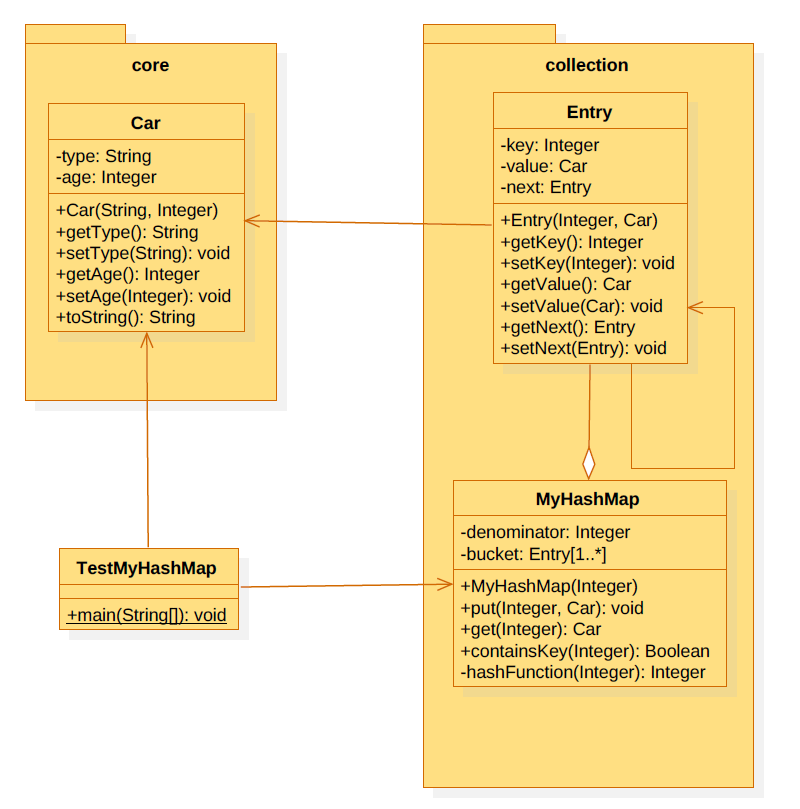 core
Car
-type: String
-age: Integer
+Car(String, Integer)
+getType(): String
+setType(String): void
+getAge(): Integer
+setAge(Integer): void
+toString(): String
collection
Entry
-key: Integer
-value: Car
-next: Entry
+Entry(Integer, Car)
+getKey(): Integer
+setKey(Integer): void
+getValue(): Car
+setValue(Car): void
+getNext(): Entry
+setNext(Entry): void
TestMyHashMap
+main(String[]): void
MyHashMap
-denominator: Integer
-bucket: Entry[1..*]
+MyHashMap(Integer)
+put(Integer, Car): void
+get(Integer): Car
+containsKey(Integer): Boolean
-hashFunction(Integer): Integer